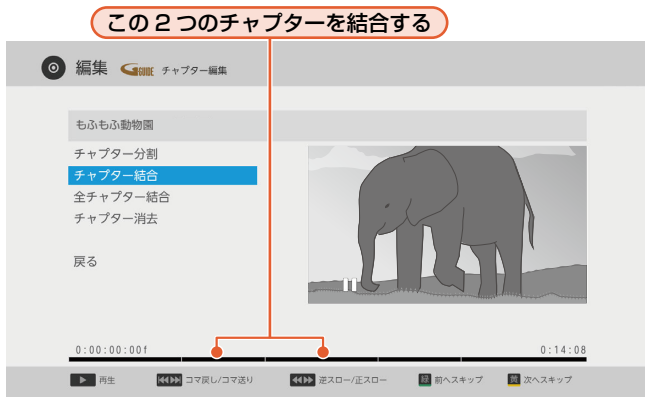 この2つのチャプターを結合する
編集 GGUIDE チャプター編集
もふもふ動物園
チャプター分割
チャプター結合
全チャプター結合
チャプター消去
戻る
0:00:00:00f 0:14:08
再生 コマ戻し/コマ送り 逆スロー/正スロー 緑 前へスキップ 黄 次へスキップ